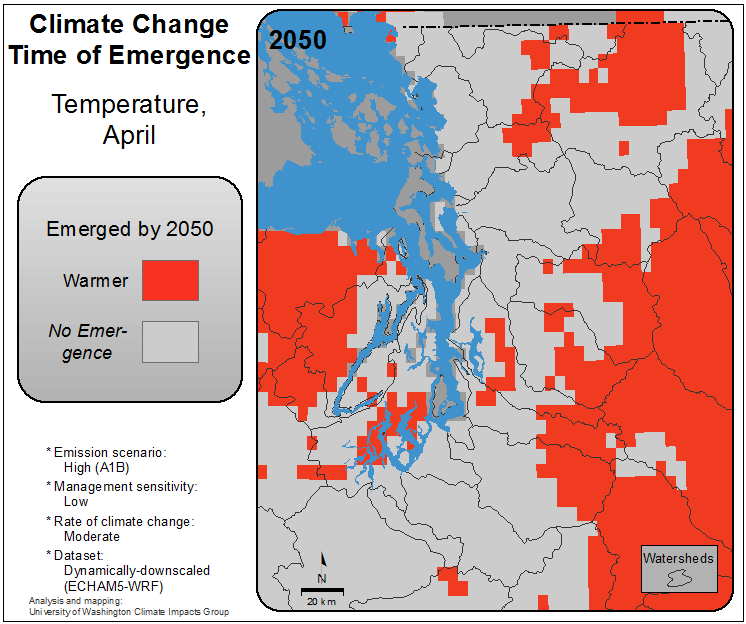 Climate Change
Time of Emergence
Temperature,
April
Emerged by 2050
Warmer
No Emer-
gence
* Emission scenario:
High (A1B)
* Management sensitivity:
Low
* Rate of climate change:
Moderate
* Dataset:
Dynamically-downscaled
(ECHAM5-WRF)
Analysis and mapping:
University of Washington Climate Impacts Group
2050
N
20 km
Watersheds